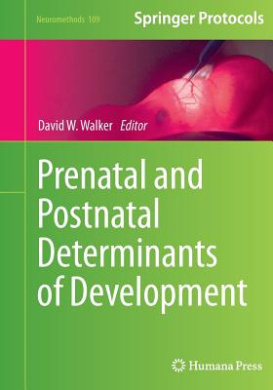 Neuromethods 109
Springer Protocols
David W. Walker Editor
Prenatal and
Postnatal
Determinants
of Development
Humana Press